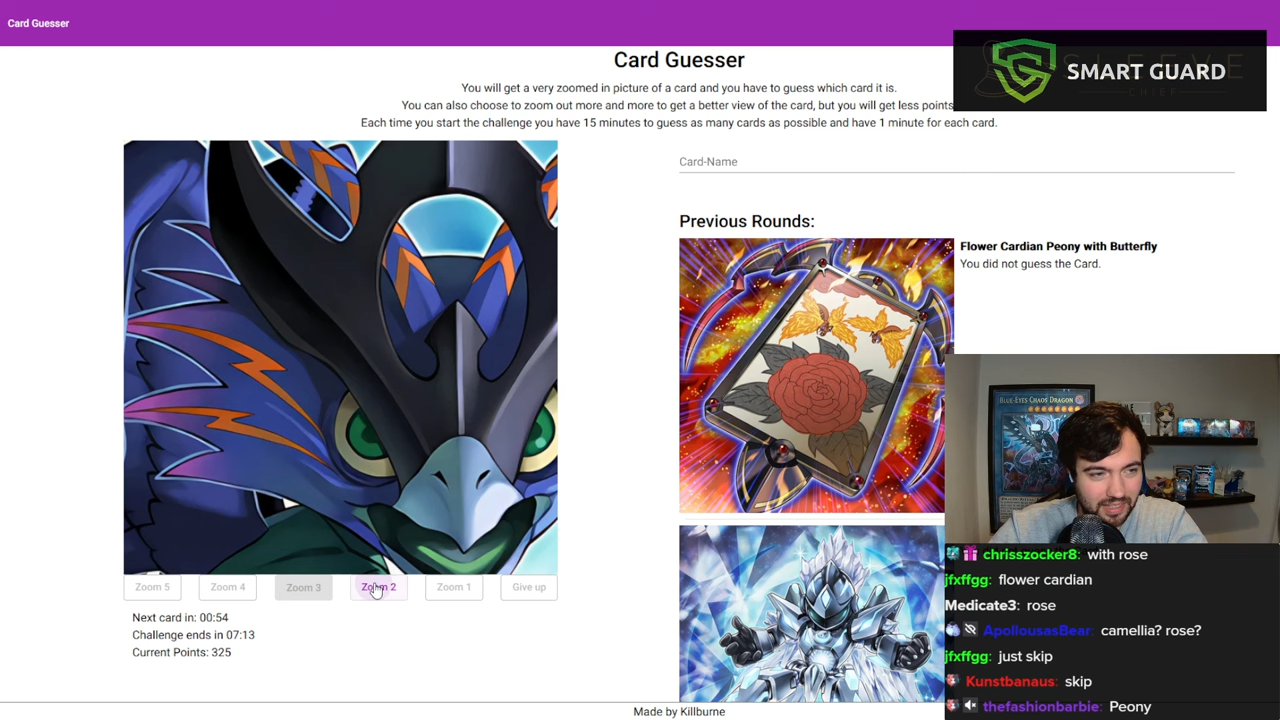 Card Guesser
SMART GUARD
CHIEF
Card Guesser
You will get a very zoomed in picture of a card and you have to guess which card it is.
You can also choose to zoom out more and more to get a better view of the card, but you will get less points
Each time you start the challenge you have 15 minutes to guess as many cards as possible and have 1 minute for each card.
Card-Name
Previous Rounds:
Flower Cardian Peony with Butterfly
You did not guess the Card.
BLUE-EYES CHAOS DRAGON
Zoom 5 Zoom 4 Zoom 3 Zoom 2 Zoom 1 Give up
Next card in: 00:54
Challenge ends in 07:13
Current Points: 325
chrisszocker8: with rose
jfxffgg: flower cardian
Medicate3: rose
ApollousasBear: camellia? rose?
jfxffgg: just skip
Kunstbanaus: skip
thefashionbarbie: Peony
Made by Killburne